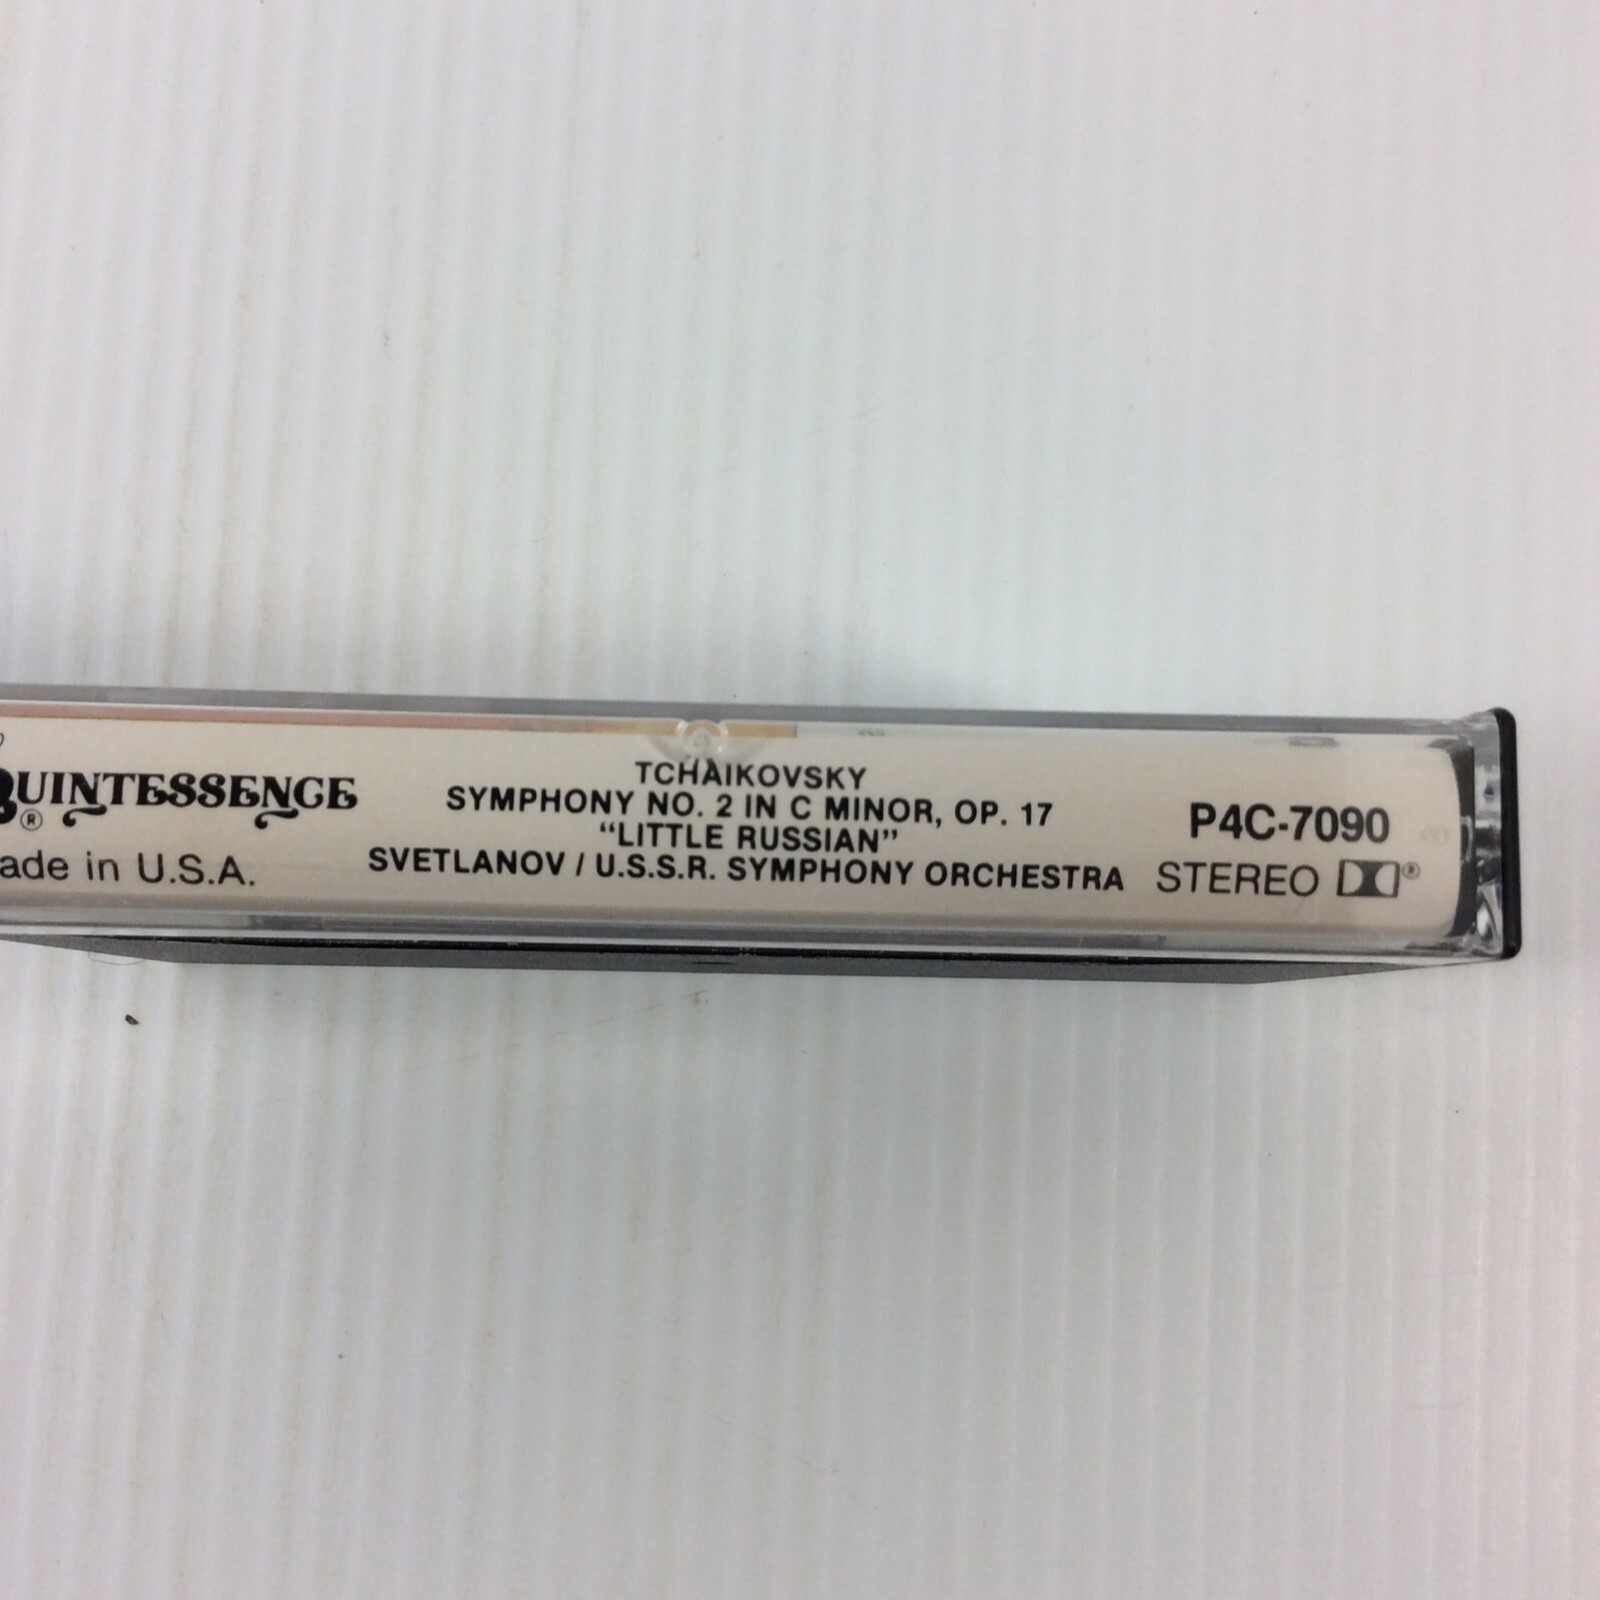 QUINTESSENCE®
ade in U.S.A.
TCHAIKOVSKY
SYMPHONY NO. 2 IN C MINOR, OP. 17
“LITTLE RUSSIAN”
SVETLANOV / U.S.S.R. SYMPHONY ORCHESTRA
P4C-7090
STEREO ®